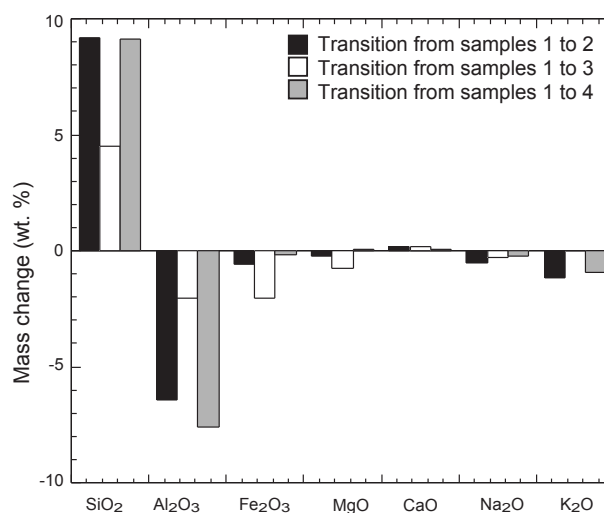 10
Transition from samples 1 to 2
Transition from samples 1 to 3
Transition from samples 1 to 4
5
Mass change (wt. %)
0
-5
-10
SiO₂ Al₂O₃ Fe₂O₃ MgO CaO Na₂O K₂O